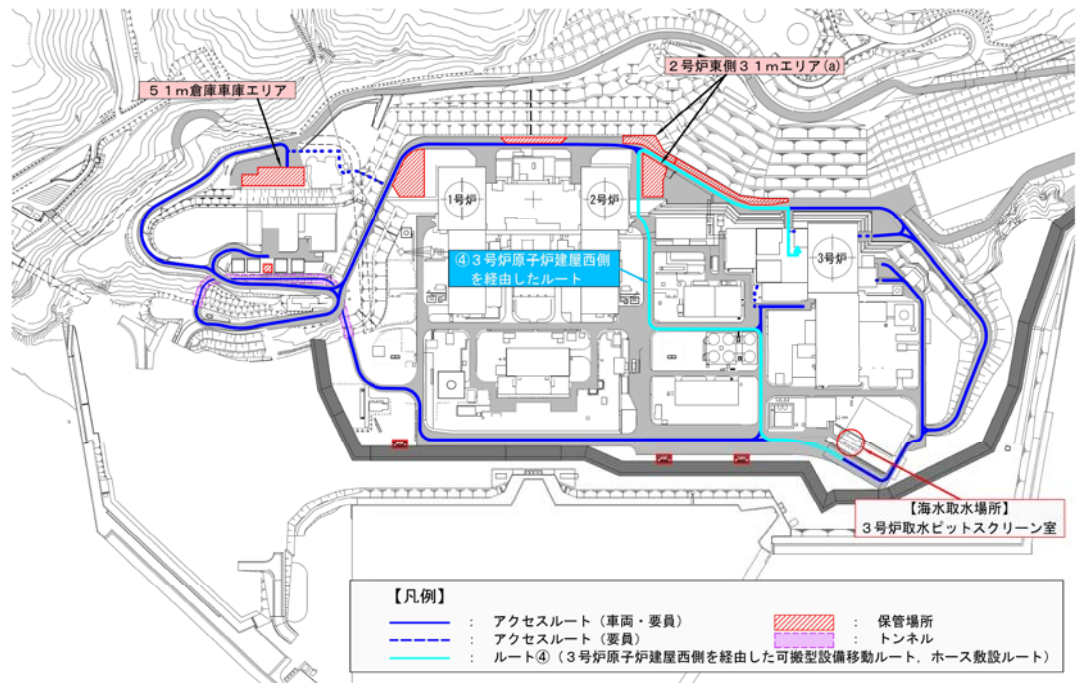 ２号炉東側３１ｍエリア(a)
５１ｍ倉庫車庫エリア
1号炉
2号炉
④３号炉原子炉建屋西側
を経由したルート
3号炉
【海水取水場所】
３号炉取水ピットスクリーン室
【凡例】
： アクセスルート（車両・要員）
： 保管場所
： アクセスルート（要員）
： トンネル
： ルート④（３号炉原子炉建屋西側を経由した可搬型設備移動ルート，ホース敷設ルート）